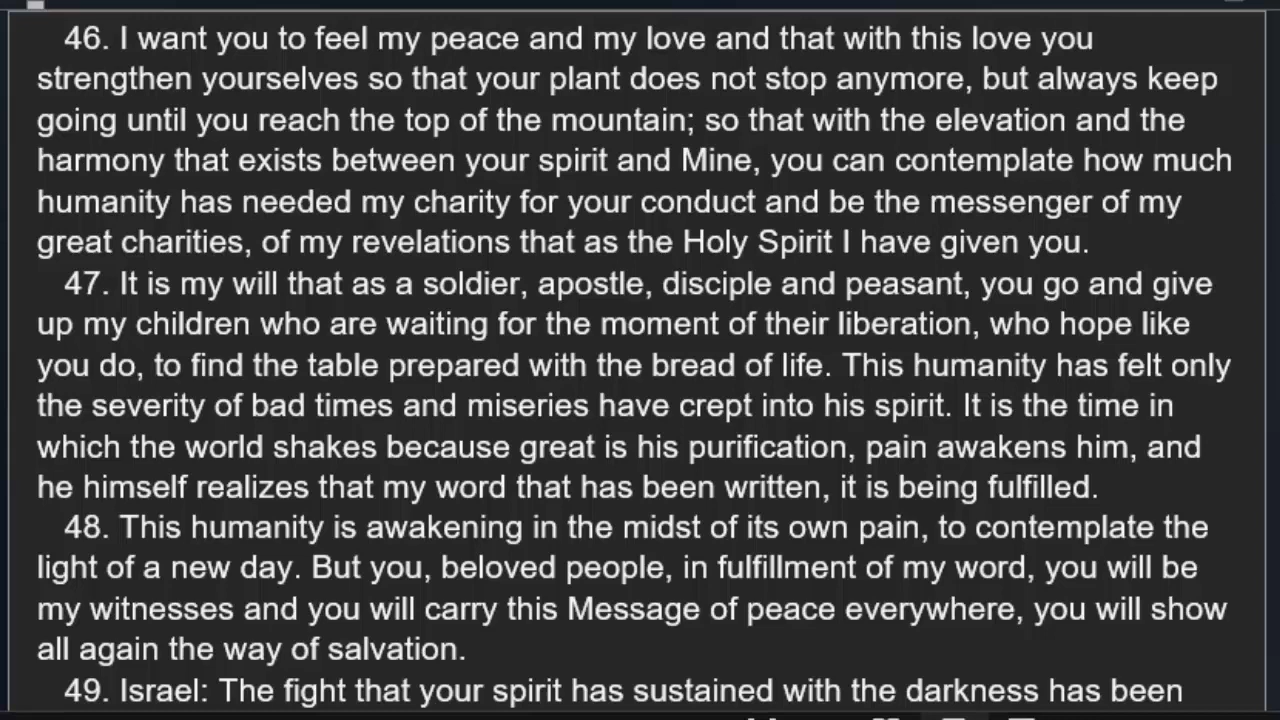 46. I want you to feel my peace and my love and that with this love you
strengthen yourselves so that your plant does not stop anymore, but always keep
going until you reach the top of the mountain; so that with the elevation and the
harmony that exists between your spirit and Mine, you can contemplate how much
humanity has needed my charity for your conduct and be the messenger of my
great charities, of my revelations that as the Holy Spirit I have given you.
47. It is my will that as a soldier, apostle, disciple and peasant, you go and give
up my children who are waiting for the moment of their liberation, who hope like
you do, to find the table prepared with the bread of life. This humanity has felt only
the severity of bad times and miseries have crept into his spirit. It is the time in
which the world shakes because great is his purification, pain awakens him, and
he himself realizes that my word that has been written, it is being fulfilled.
48. This humanity is awakening in the midst of its own pain, to contemplate the
light of a new day. But you, beloved people, in fulfillment of my word, you will be
my witnesses and you will carry this Message of peace everywhere, you will show
all again the way of salvation.
49. Israel: The fight that your spirit has sustained with the darkness has been